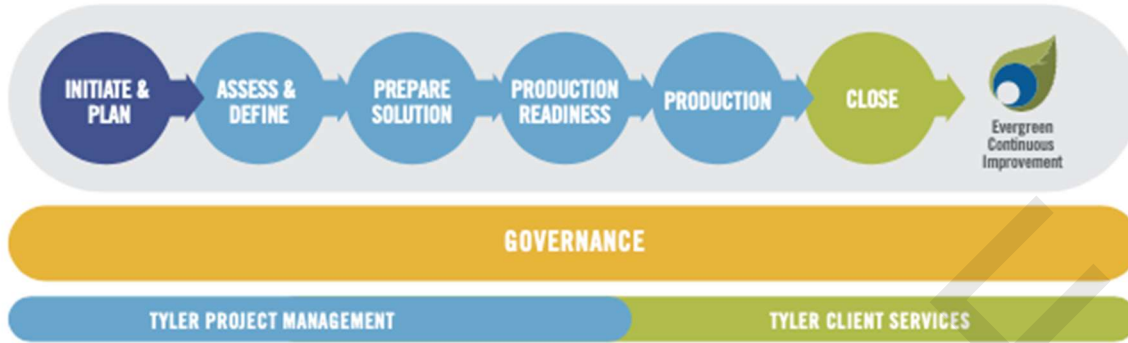 INITIATE &
PLAN
ASSESS &
DEFINE
PREPARE
SOLUTION
PRODUCTION
READINESS
PRODUCTION
CLOSE
Evergreen
Continuous
Improvement
GOVERNANCE
TYLER PROJECT MANAGEMENT
TYLER CLIENT SERVICES